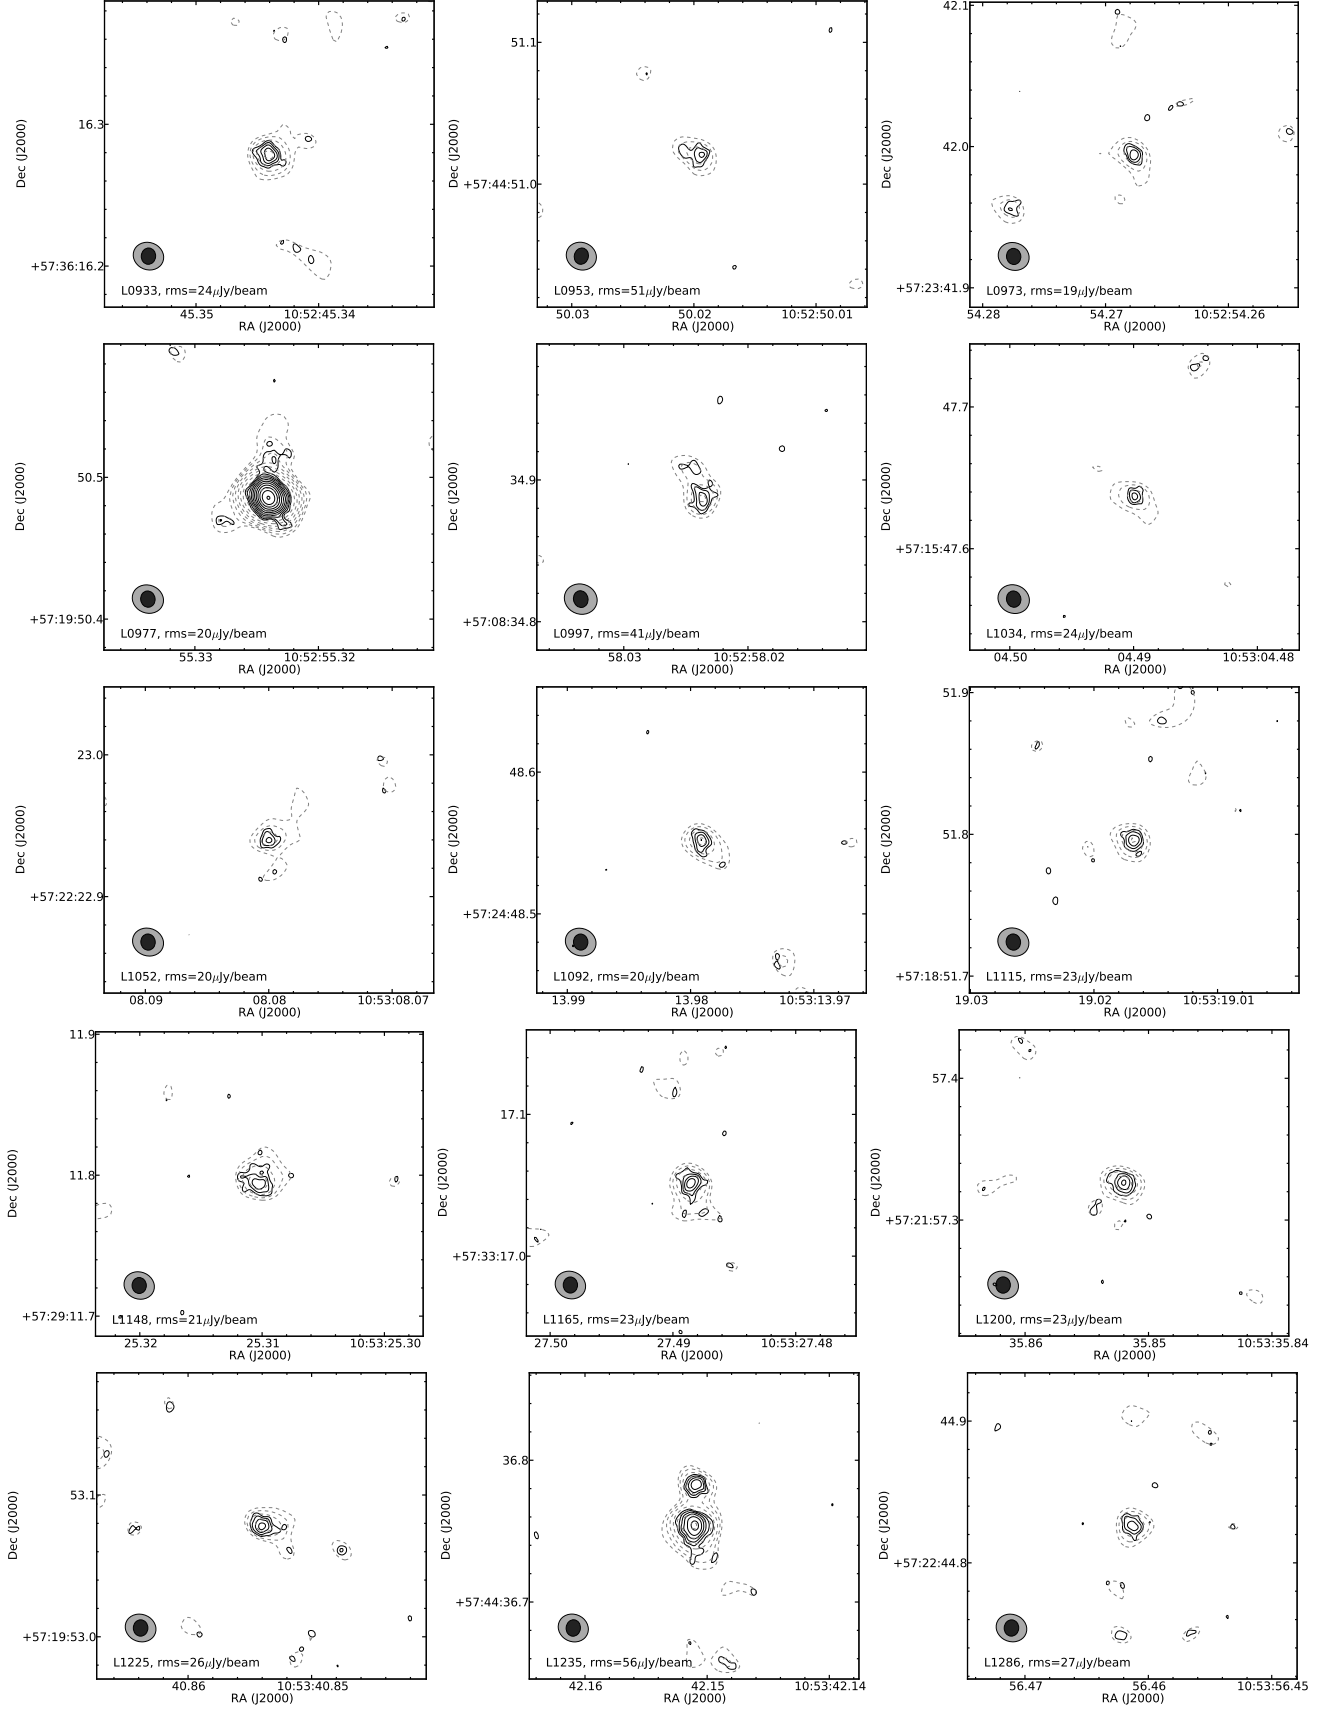 Dec (J2000)
16.3
+57:36:16.2
L0933, rms=24μJy/beam
45.35
10:52:45.34
RA (J2000)
Dec (J2000)
51.1
+57:44:51.0
L0953, rms=51μJy/beam
50.03
50.02
10:52:50.01
RA (J2000)
Dec (J2000)
42.1
42.0
+57:23:41.9
L0973, rms=19μJy/beam
54.28
54.27
10:52:54.26
RA (J2000)
Dec (J2000)
50.5
+57:19:50.4
L0977, rms=20μJy/beam
55.33
10:52:55.32
RA (J2000)
Dec (J2000)
34.9
+57:08:34.8
L0997, rms=41μJy/beam
58.03
10:52:58.02
RA (J2000)
Dec (J2000)
47.7
+57:15:47.6
L1034, rms=24μJy/beam
04.50
04.49
10:53:04.48
RA (J2000)
Dec (J2000)
23.0
+57:22:22.9
L1052, rms=20μJy/beam
08.09
08.08
10:53:08.07
RA (J2000)
Dec (J2000)
48.6
+57:24:48.5
L1092, rms=20μJy/beam
13.99
13.98
10:53:13.97
RA (J2000)
Dec (J2000)
51.9
51.8
+57:18:51.7
L1115, rms=23μJy/beam
19.03
19.02
10:53:19.01
RA (J2000)
Dec (J2000)
11.9
11.8
+57:29:11.7
L1148, rms=21μJy/beam
25.32
25.31
10:53:25.30
RA (J2000)
Dec (J2000)
17.1
+57:33:17.0
L1165, rms=23μJy/beam
27.50
27.49
10:53:27.48
RA (J2000)
Dec (J2000)
57.4
+57:21:57.3
L1200, rms=23μJy/beam
35.86
35.85
10:53:35.84
RA (J2000)
Dec (J2000)
53.1
+57:19:53.0
L1225, rms=26μJy/beam
40.86
10:53:40.85
RA (J2000)
Dec (J2000)
36.8
+57:44:36.7
L1235, rms=56μJy/beam
42.16
42.15
10:53:42.14
RA (J2000)
Dec (J2000)
44.9
+57:22:44.8
L1286, rms=27μJy/beam
56.47
56.46
10:53:56.45
RA (J2000)